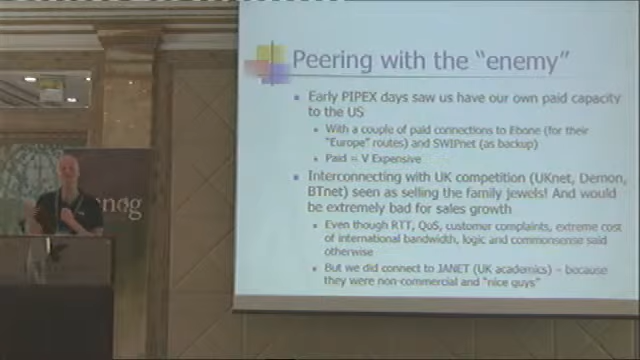 Peering with the "enemy"
Early PIPEX days saw us have our own paid capacity
to the US
With a couple of paid connections to Ebone (for their
"Europe" routes) and SWIPnet (as backup)
Paid = V Expensive
Interconnecting with UK competition (UKnet, Demon,
BTnet) seen as selling the family jewels! And would
be extremely bad for sales growth
Even though RTT, QoS, customer complaints, extreme cost
of international bandwidth, logic and commonsense said
otherwise
But we did connect to JANET (UK academics) – because
they were non-commercial and "nice guys"